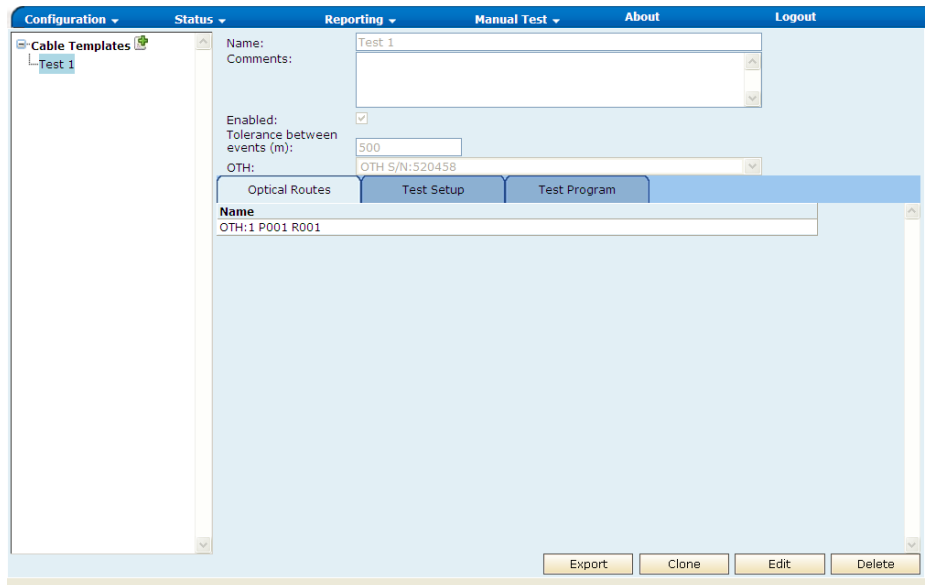 Configuration Status Reporting Manual Test About Logout
Cable Templates
Test 1
Name: Test 1
Comments:
Enabled:
Tolerance between
events (m): 500
OTH: OTH S/N:520458
Optical Routes Test Setup Test Program
Name
OTH:1 P001 R001
Export Clone Edit Delete